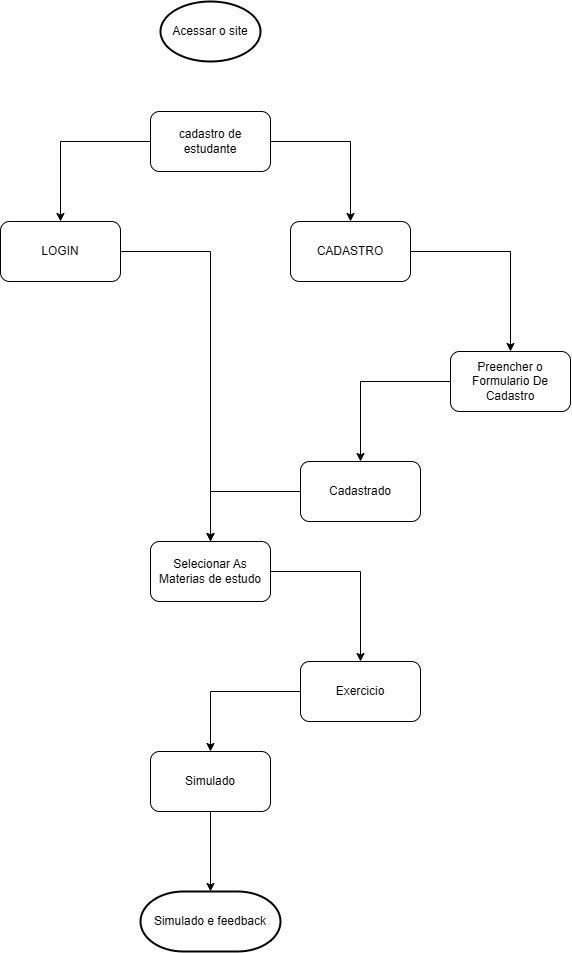 Acessar o site
cadastro de
estudante
LOGIN
CADASTRO
Preencher o
Formulario De
Cadastro
Cadastrado
Selecionar As
Materias de estudo
Exercicio
Simulado
Simulado e feedback